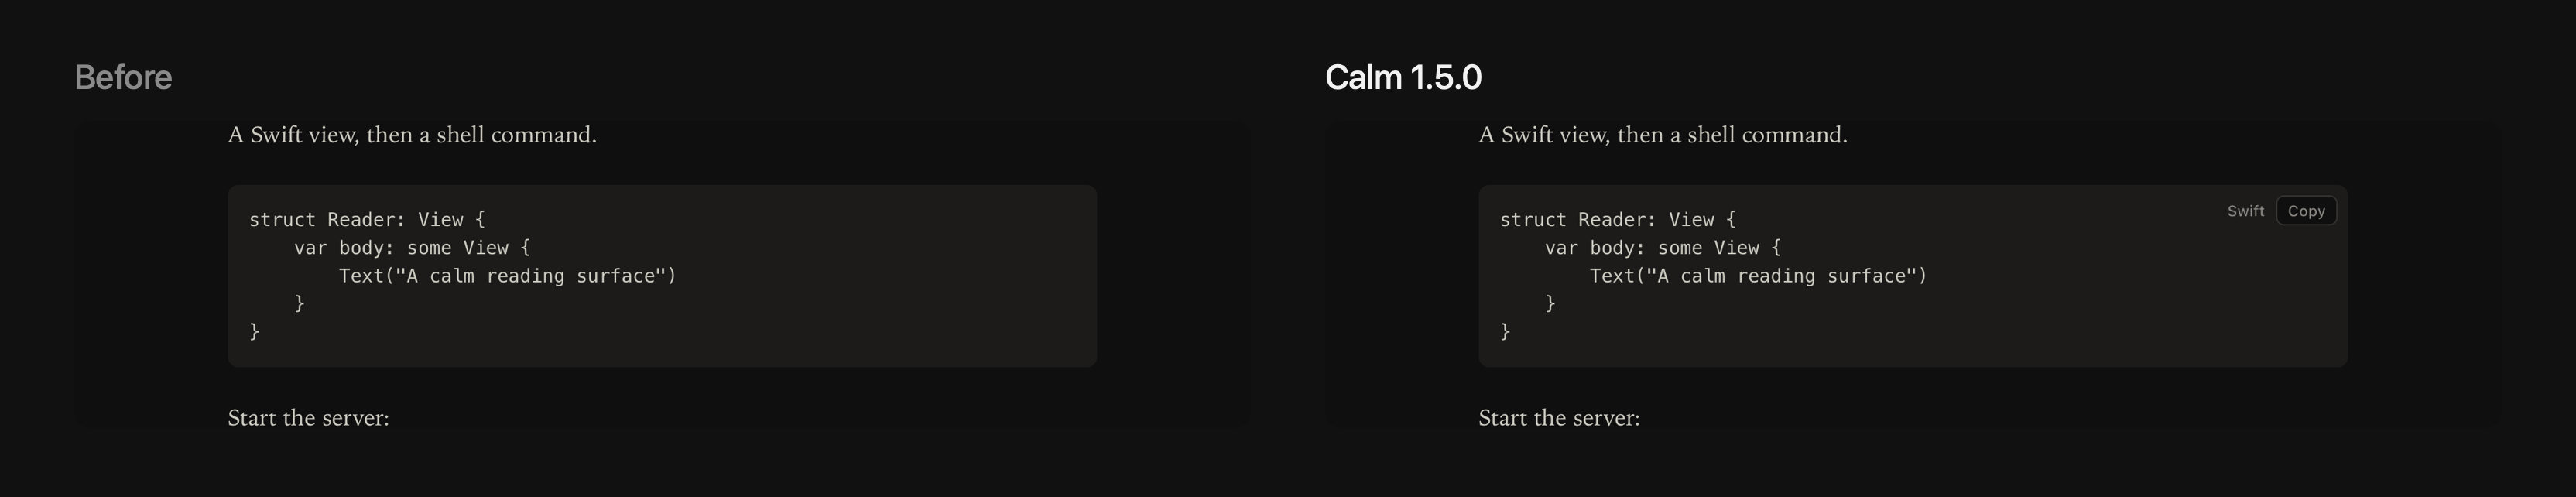 Before
A Swift view, then a shell command.
struct Reader: View {
    var body: some View {
        Text("A calm reading surface")
    }
}
Start the server:
Calm 1.5.0
A Swift view, then a shell command.
Swift Copy
struct Reader: View {
    var body: some View {
        Text("A calm reading surface")
    }
}
Start the server: